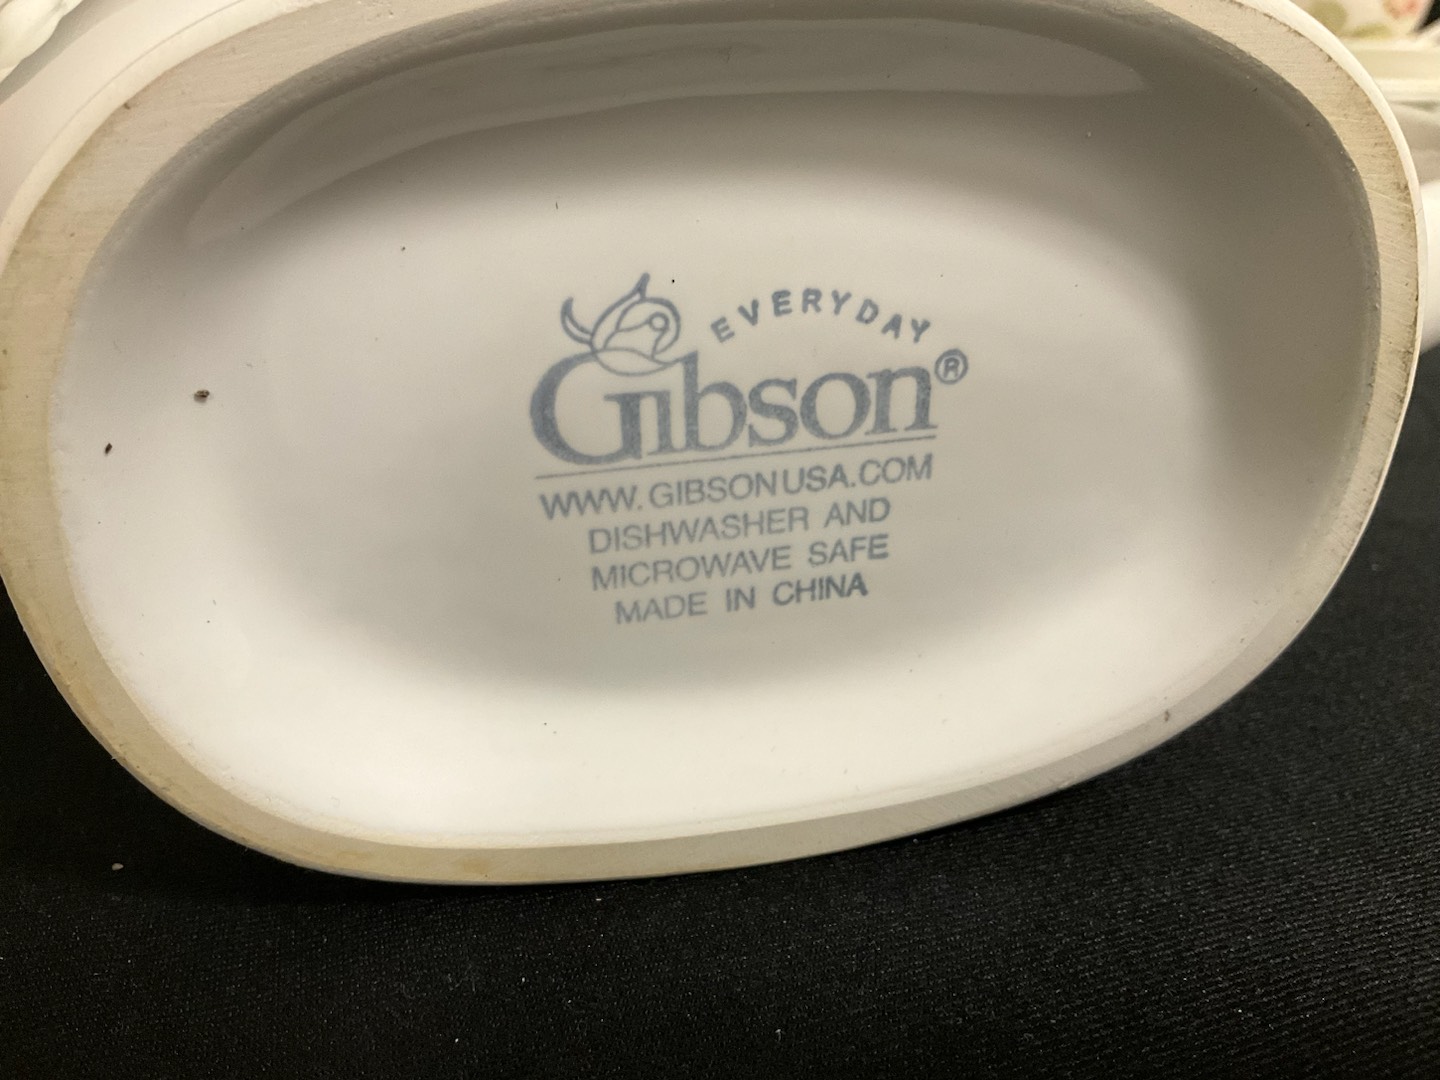 EVERYDAY
Gibson®
WWW.GIBSONUSA.COM
DISHWASHER AND
MICROWAVE SAFE
MADE IN CHINA